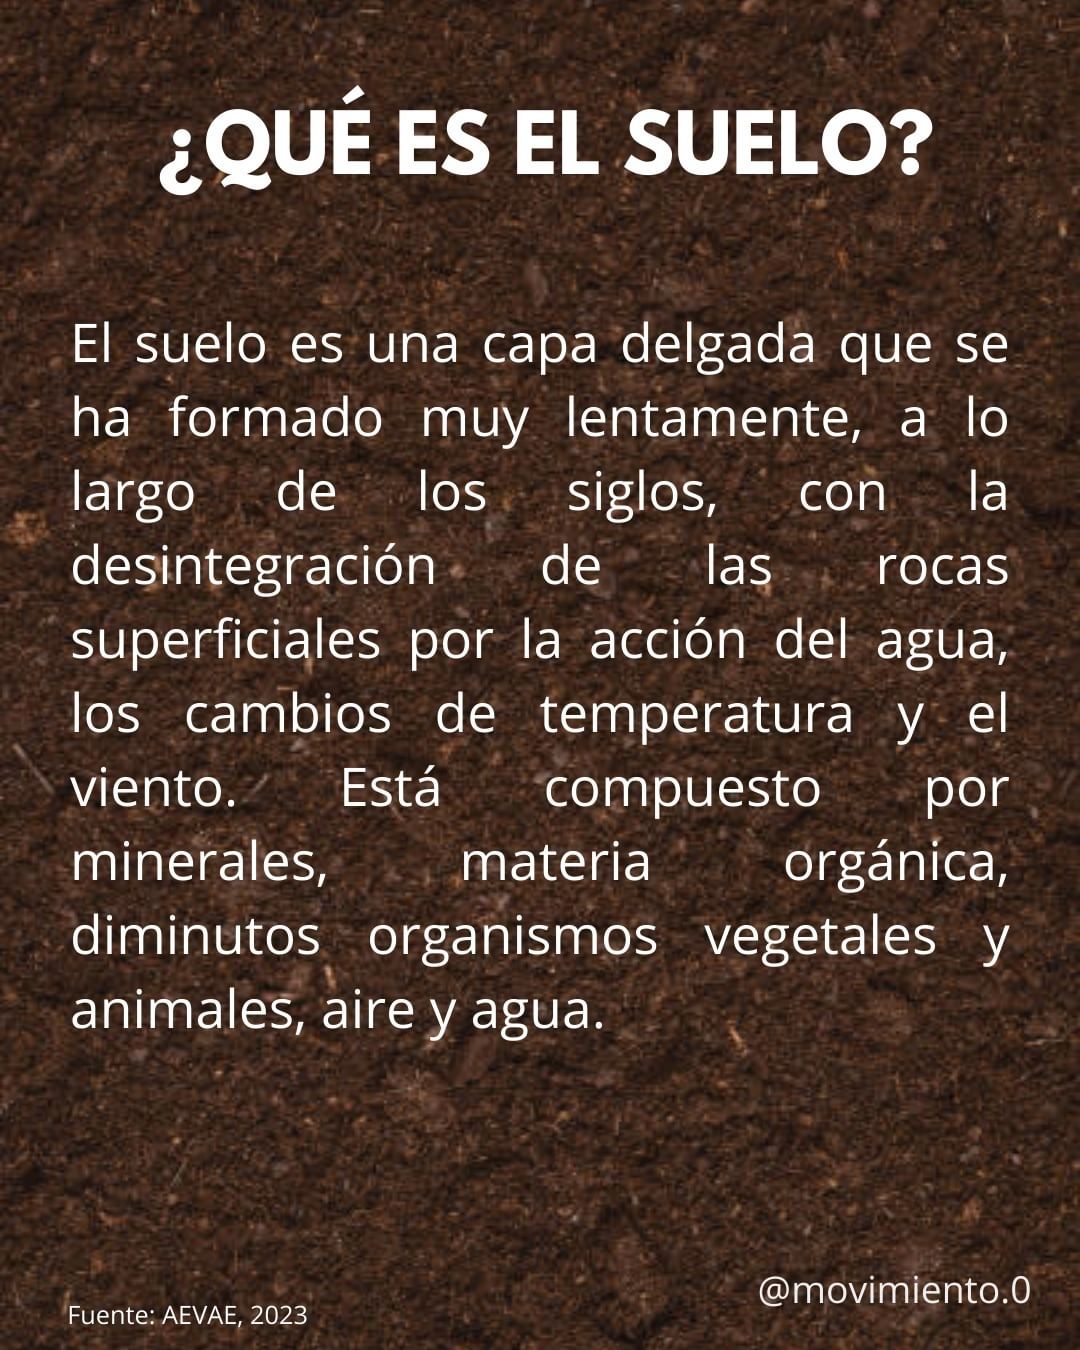 ¿QUÉ ES EL SUELO?
El suelo es una capa delgada que se
ha formado muy lentamente, a lo
largo de los siglos, con la
desintegración de las rocas
superficiales por la acción del agua,
los cambios de temperatura y el
viento. Está compuesto por
minerales, materia orgánica,
diminutos organismos vegetales y
animales, aire y agua.
@movimiento.0
Fuente: AEVAE, 2023